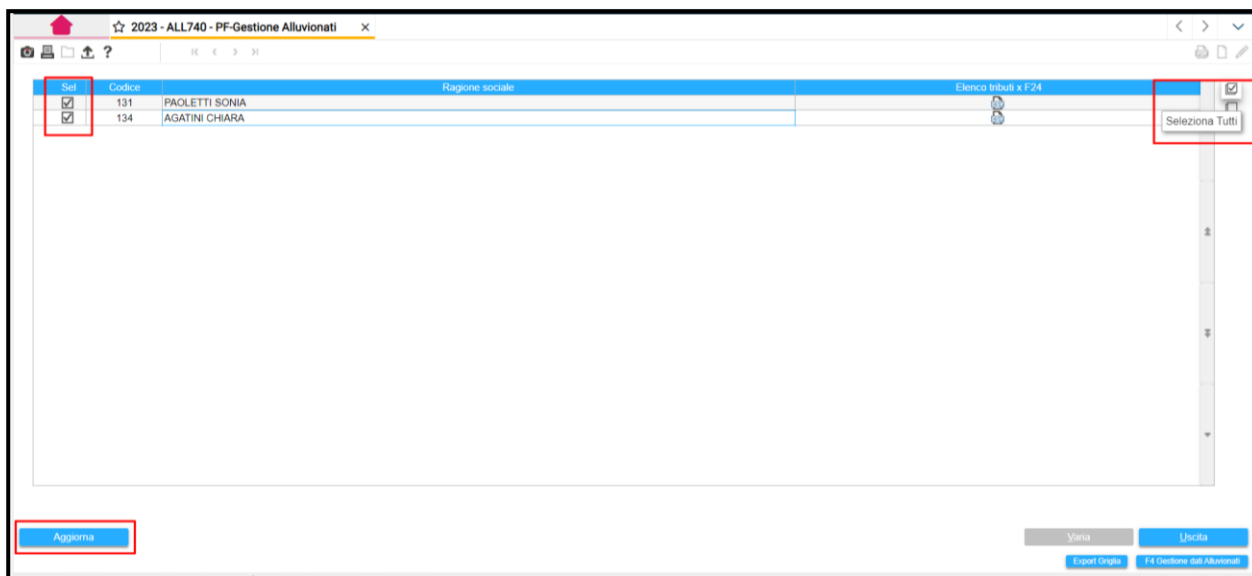 2023 - ALL740 - PF-Gestione Alluvionati
Sel Codice Ragione sociale Elenco tributi x F24
131 PAOLETTI SONIA
134 AGATINI CHIARA
Seleziona Tutti
Aggiorna Varia Uscita
Export Griglia F4 Gestione dati Alluvionati